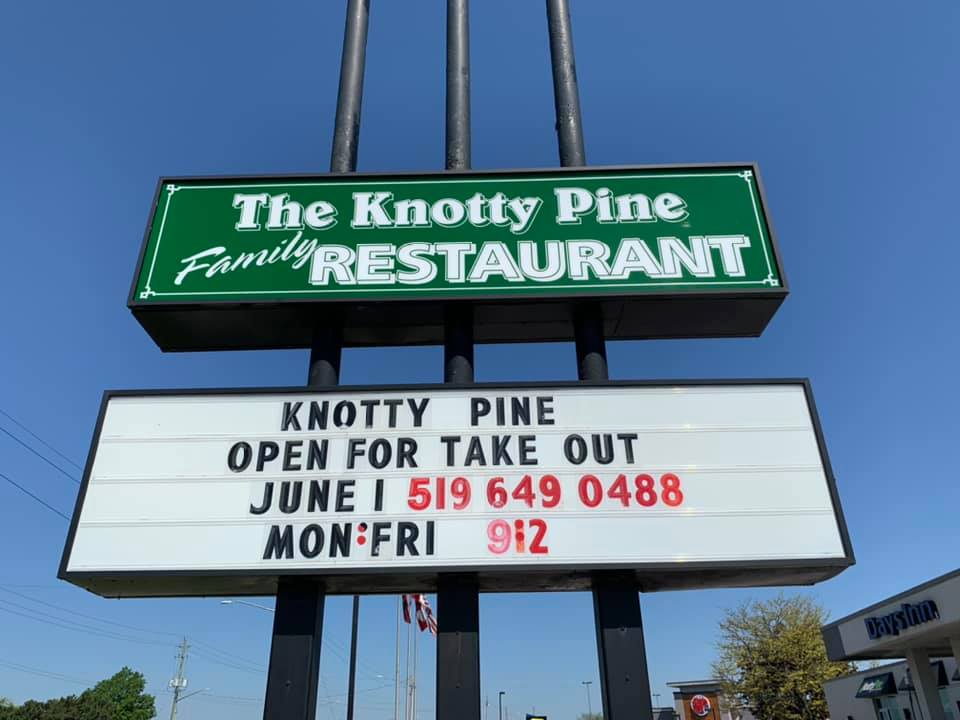 The Knotty Pine
Family RESTAURANT
KNOTTY PINE
OPEN FOR TAKE OUT
JUNE 1 519 649 0488
MON:FRI 9:2
Days Inn